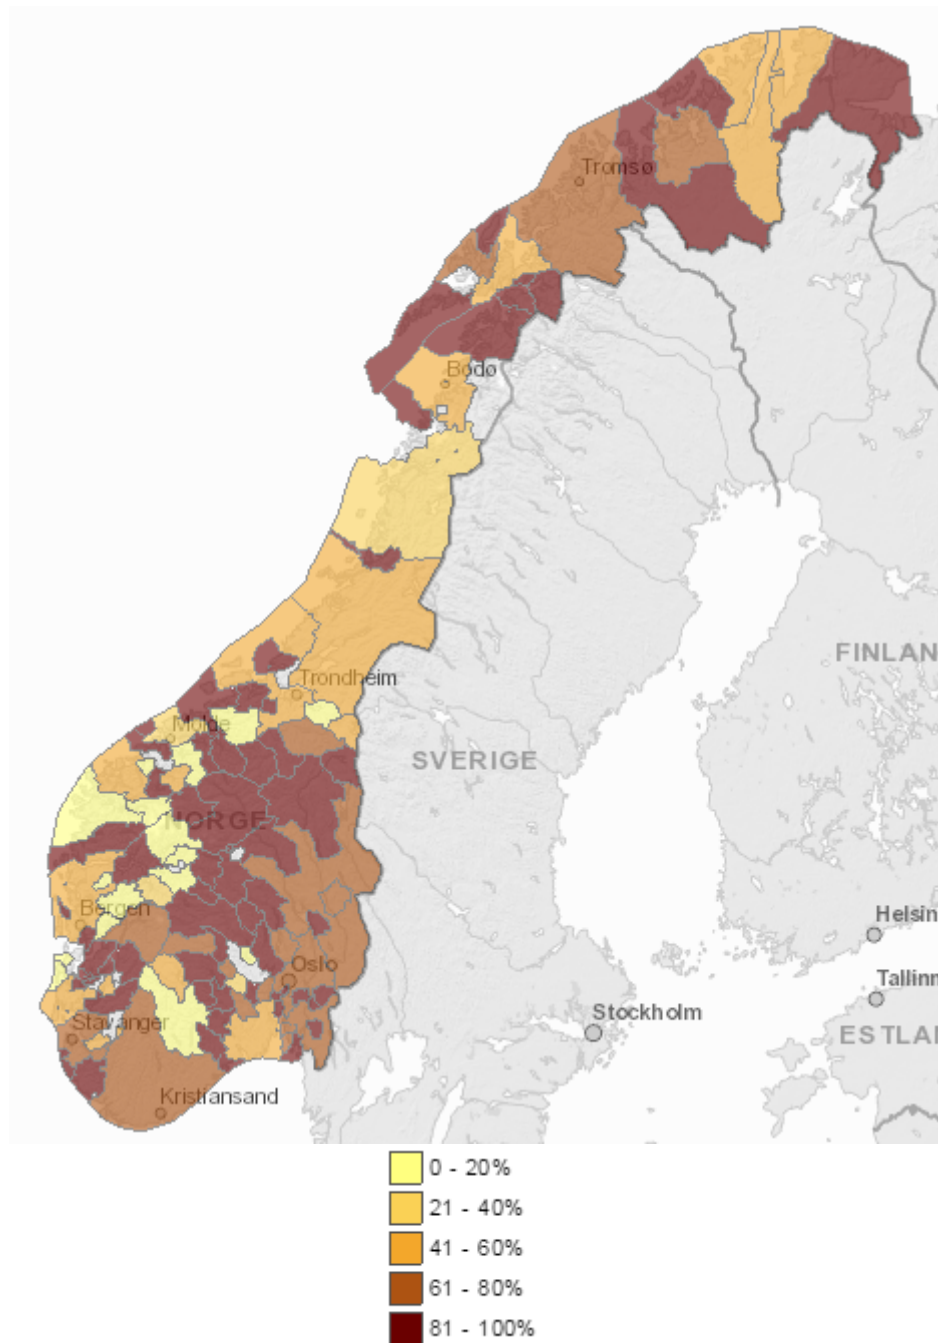 Tromsø
Bodø
FINLAN
Trondheim
Molde
SVERIGE
NORGE
Bergen
Helsin
Oslo
Tallinn
Stockholm
Stavanger
ESTLA
Kristiansand
0 - 20%
21 - 40%
41 - 60%
61 - 80%
81 - 100%